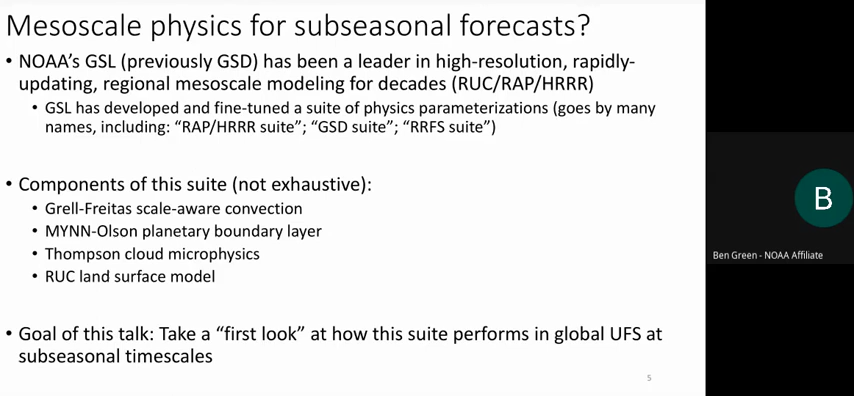 Mesoscale physics for subseasonal forecasts?
• NOAA's GSL (previously GSD) has been a leader in high-resolution, rapidly-
updating, regional mesoscale modeling for decades (RUC/RAP/HRRR)
• GSL has developed and fine-tuned a suite of physics parameterizations (goes by many
names, including: "RAP/HRRR suite"; "GSD suite"; "RRFS suite")
• Components of this suite (not exhaustive):
• Grell-Freitas scale-aware convection
• MYNN-Olson planetary boundary layer
• Thompson cloud microphysics
• RUC land surface model
• Goal of this talk: Take a "first look" at how this suite performs in global UFS at
subseasonal timescales
5
B
Ben Green - NOAA Affiliate